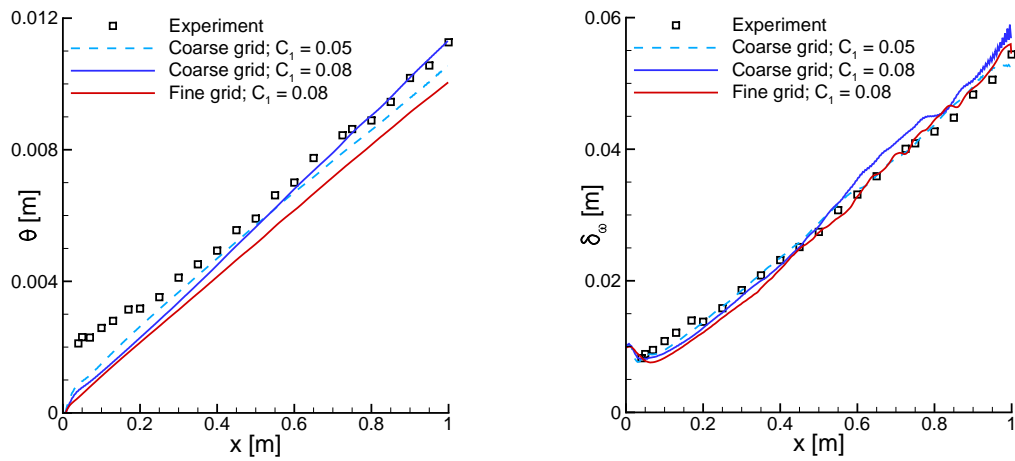 0.012
Experiment
Coarse grid; C₁ = 0.05
Coarse grid; C₁ = 0.08
Fine grid; C₁ = 0.08
0.008
θ [m]
0.004
0
0 0.2 0.4 0.6 0.8 1
x [m]
0.06
Experiment
Coarse grid; C₁ = 0.05
Coarse grid; C₁ = 0.08
Fine grid; C₁ = 0.08
0.04
δω [m]
0.02
0
0 0.2 0.4 0.6 0.8 1
x [m]